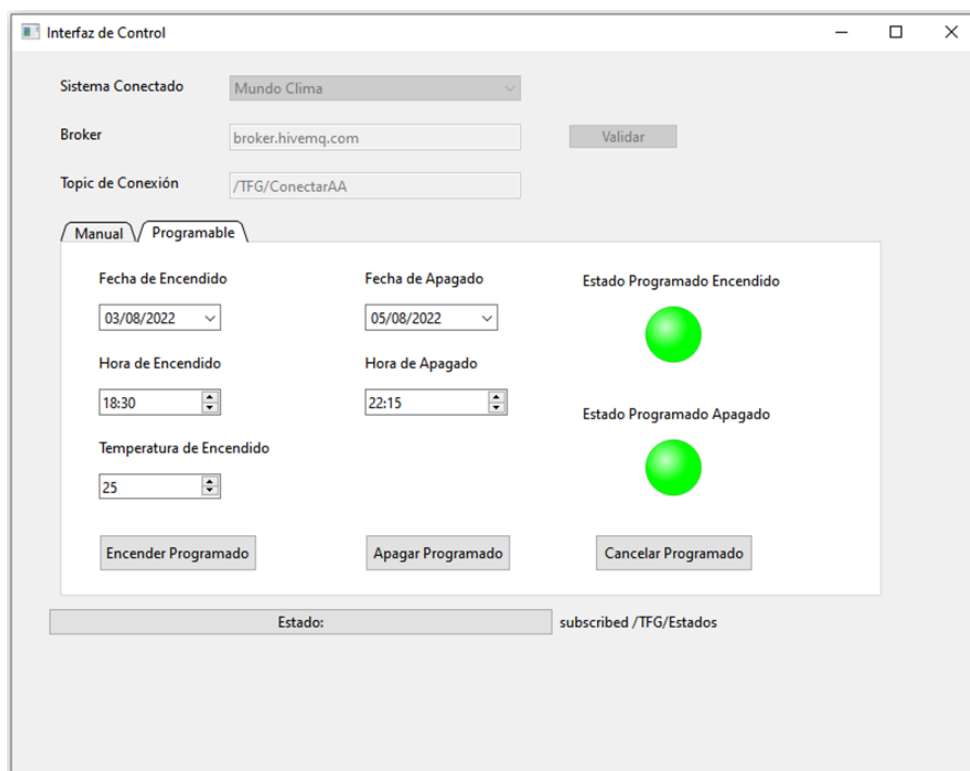 Interfaz de Control
Sistema Conectado
Mundo Clima
Broker
broker.hivemq.com
Validar
Topic de Conexión
/TFG/ConectarAA
Manual
Programable
Fecha de Encendido
Fecha de Apagado
Estado Programado Encendido
03/08/2022
05/08/2022
Hora de Encendido
Hora de Apagado
18:30
22:15
Estado Programado Apagado
Temperatura de Encendido
25
Encender Programado
Apagar Programado
Cancelar Programado
Estado:
subscribed /TFG/Estados